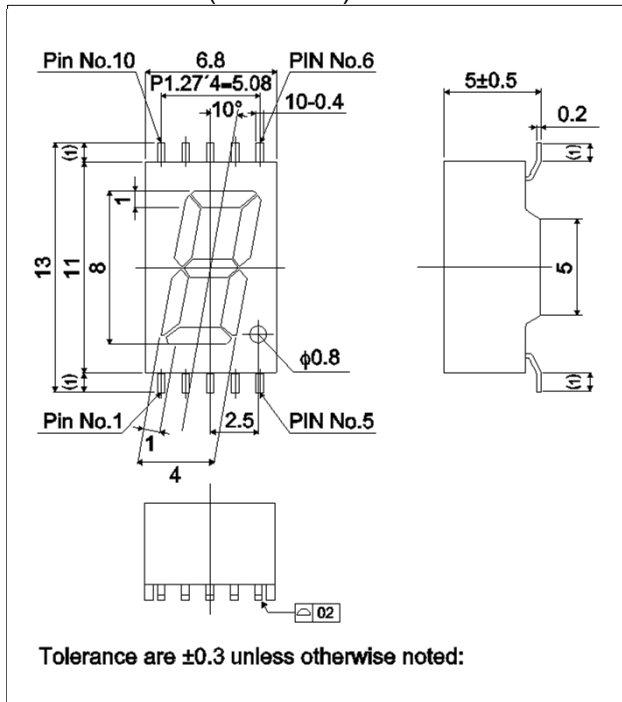 Pin No.10
6.8
PIN No.6
P1.27´4=5.08
10°
10-0.4
5±0.5
0.2
(1)
(1)
1
13
11
8
5
(1)
(1)
φ0.8
Pin No.1
2.5
PIN No.5
1
4
⌓ 02
Tolerance are ±0.3 unless otherwise noted: